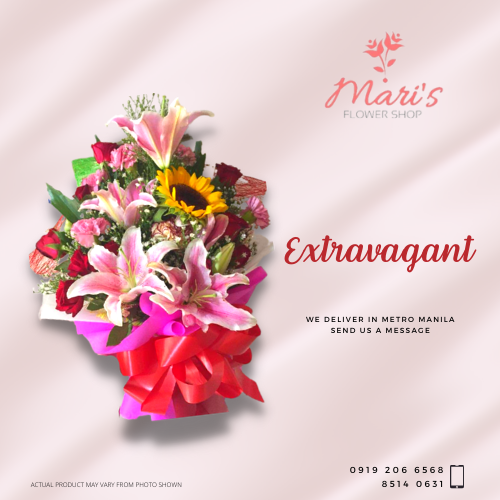 Mari's
FLOWER SHOP
Extravagant
WE DELIVER IN METRO MANILA
SEND US A MESSAGE
0919 206 6568
8514 0631
ACTUAL PRODUCT MAY VARY FROM PHOTO SHOWN